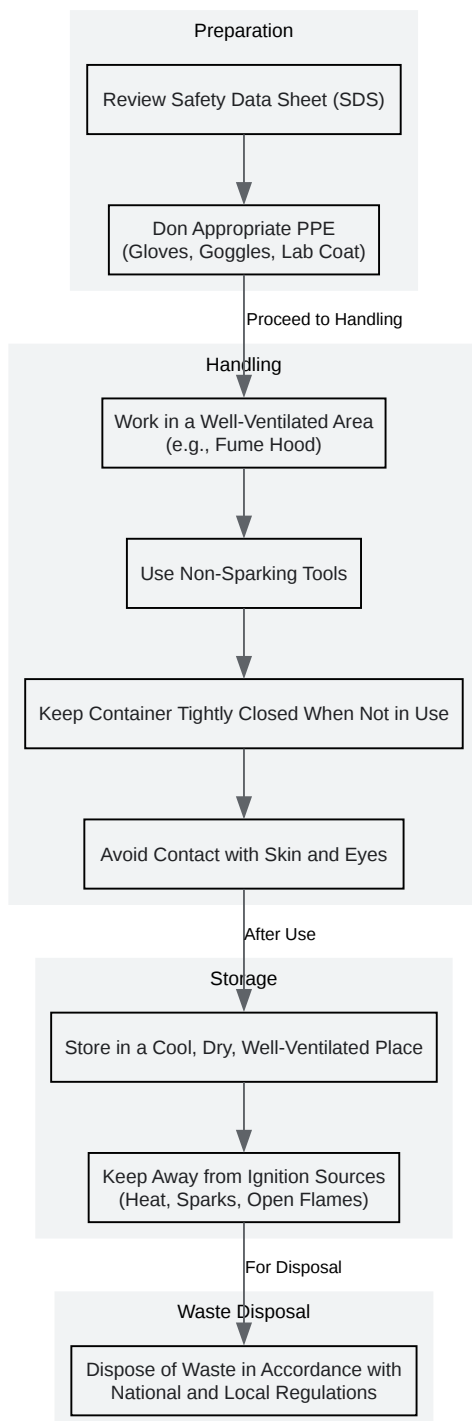 Preparation
Review Safety Data Sheet (SDS)
Don Appropriate PPE
(Gloves, Goggles, Lab Coat)
Proceed to Handling
Handling
Work in a Well-Ventilated Area
(e.g., Fume Hood)
Use Non-Sparking Tools
Keep Container Tightly Closed When Not in Use
Avoid Contact with Skin and Eyes
After Use
Storage
Store in a Cool, Dry, Well-Ventilated Place
Keep Away from Ignition Sources
(Heat, Sparks, Open Flames)
For Disposal
Waste Disposal
Dispose of Waste in Accordance with
National and Local Regulations